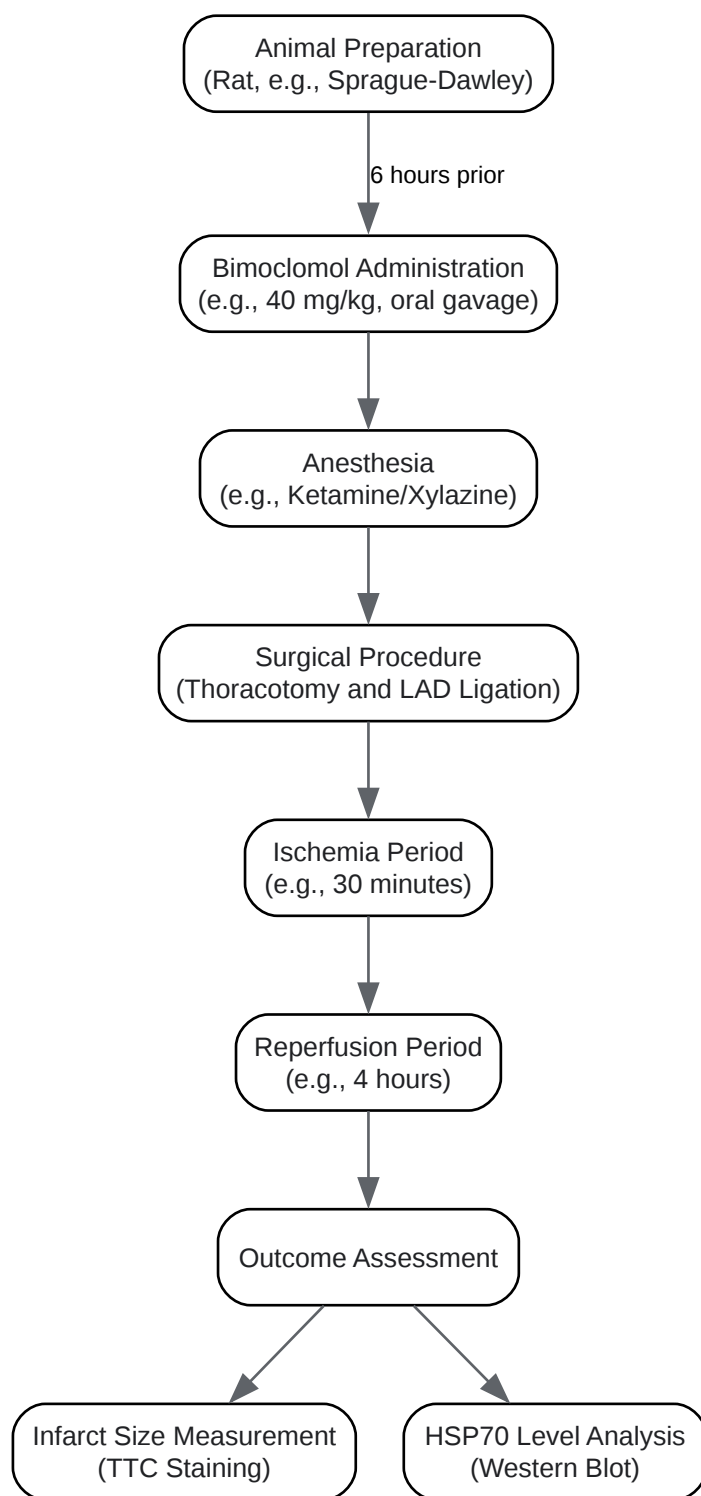 Animal Preparation
(Rat, e.g., Sprague-Dawley)
6 hours prior
Bimoclomol Administration
(e.g., 40 mg/kg, oral gavage)
Anesthesia
(e.g., Ketamine/Xylazine)
Surgical Procedure
(Thoracotomy and LAD Ligation)
Ischemia Period
(e.g., 30 minutes)
Reperfusion Period
(e.g., 4 hours)
Outcome Assessment
Infarct Size Measurement
(TTC Staining)
HSP70 Level Analysis
(Western Blot)